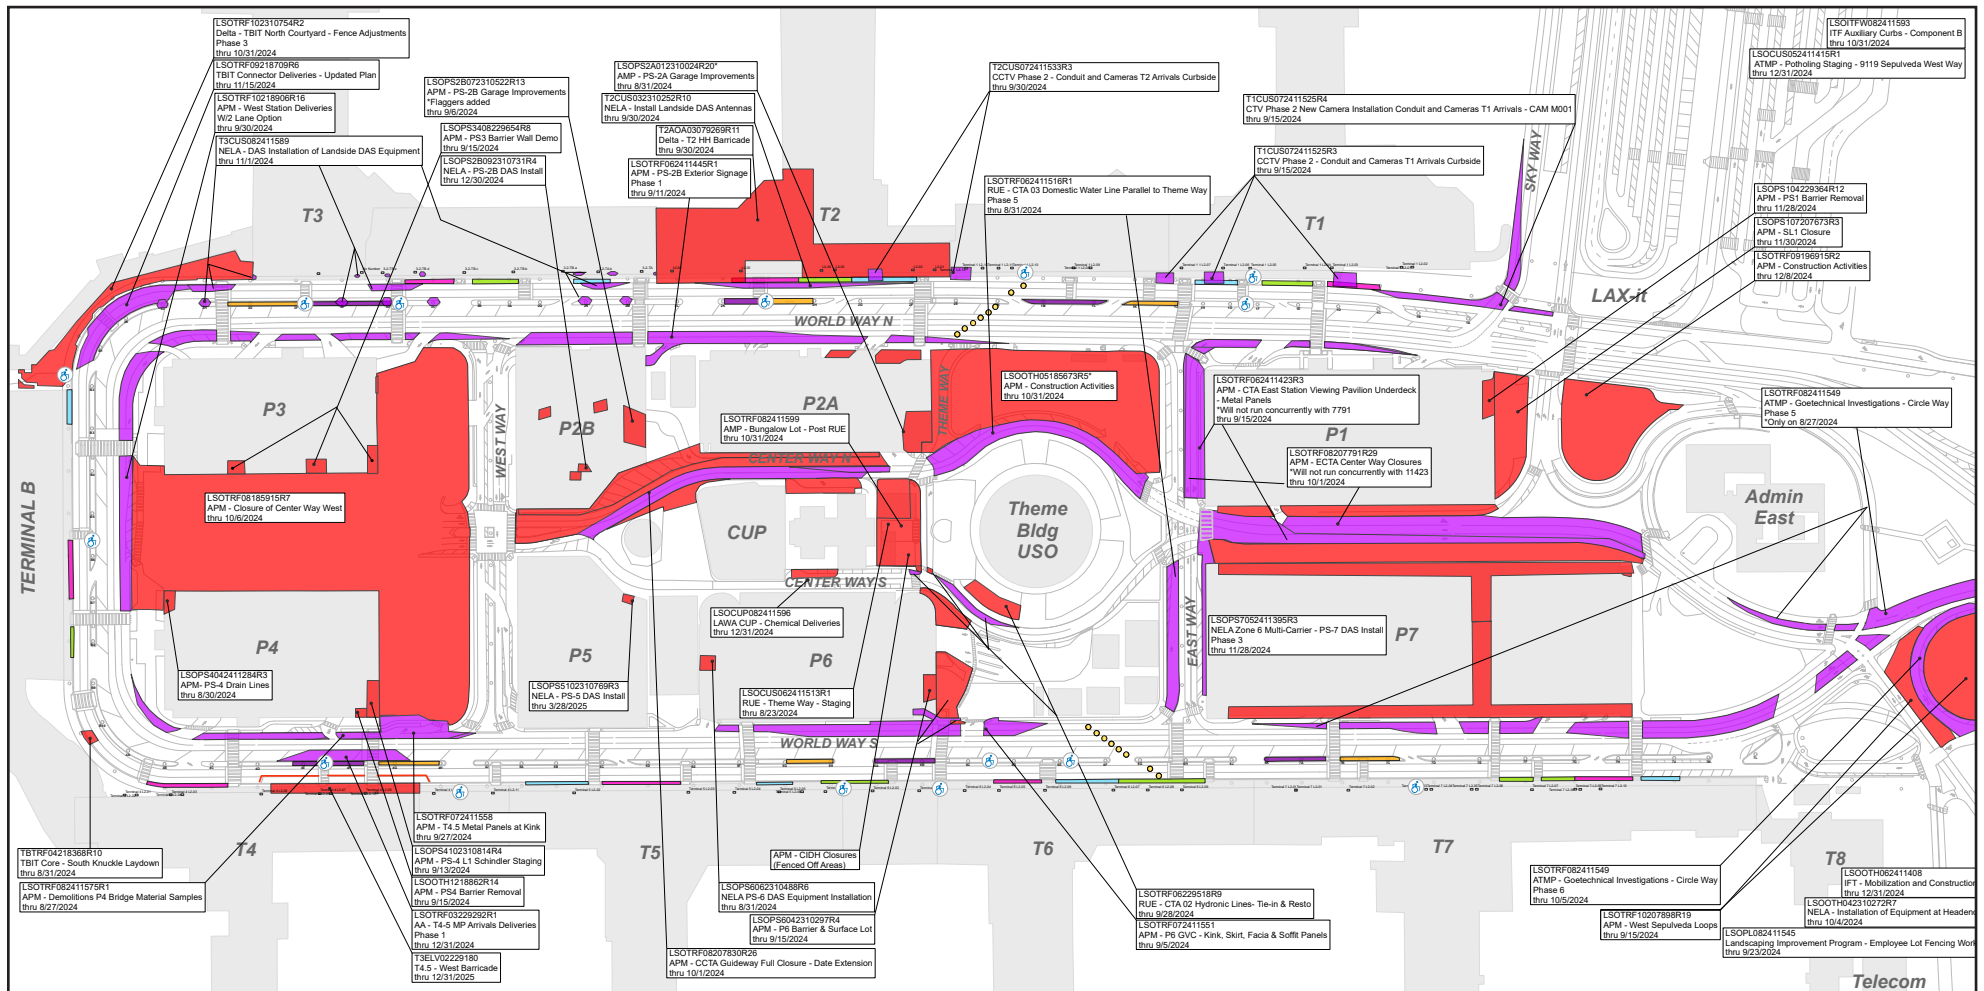 LSOTRF102310754R2
Delta - TBIT North Courtyard - Fence Adjustments
Phase 3
thru 10/31/2024
LSOTRF09218709R6
TBIT Connector Deliveries - Updated Plan
thru 11/15/2024
LSOTRF10218906R16
APM - West Station Deliveries
W/2 Lane Option
thru 9/30/2024
T3CUS082411589
NELA - DAS Installation of Landside DAS Equipment
thru 11/1/2024
LSOPS2B072310522R13
APM - PS-2B Garage Improvements
*Flaggers added
thru 9/6/2024
LSOPS3408229654R8
APM - PS3 Barrier Wall Demo
thru 9/15/2024
LSOPS2B092310731R4
NELA - PS-2B DAS Install
thru 12/30/2024
LSOPS2A012310024R20*
AMP - PS-2A Garage Improvements
thru 8/31/2024
T2CUS032310252R10
NELA - Install Landside DAS Antennas
thru 9/30/2024
T2AOA03079269R11
Delta - T2 HH Barricade
thru 9/30/2024
LSOTRF062411445R1
APM - PS-2B Exterior Signage
Phase 1
thru 9/11/2024
T2CUS072411533R3
CCTV Phase 2 - Conduit and Cameras T2 Arrivals Curbside
thru 9/30/2024
T1CUS072411525R4
CTV Phase 2 New Camera Installation Conduit and Cameras T1 Arrivals - CAM M001
thru 9/15/2024
T1CUS072411525R3
CCTV Phase 2 - Conduit and Cameras T1 Arrivals Curbside
thru 9/15/2024
LSOTRF062411516R1
RUE - CTA 03 Domestic Water Line Parallel to Theme Way
Phase 5
thru 8/31/2024
LSOITFW082411593
ITF Auxiliary Curbs - Component B
thru 10/31/2024
LSOCUS052411415R1
ATMP - Potholing Staging - 9119 Sepulveda West Way
thru 12/31/2024
LSOPS104229364R12
APM - PS1 Barrier Removal
thru 11/28/2024
LSOPS107207673R3
APM - SL1 Closure
thru 11/30/2024
LSOTRF09196915R2
APM - Construction Activities
thru 12/8/2024
SKY WAY
T3
T2
T1
LAX-it
WORLD WAY N
P3
P2B
P2A
P1
THEME WAY
WEST WAY
LSOOTH05185673R5*
APM - Construction Activities
thru 10/31/2024
LSOTRF062411423R3
APM - CTA East Station Viewing Pavilion Underdeck
- Metal Panels
*Will not run concurrently with 7791
thru 9/15/2024
LSOTRF082411549
ATMP - Goetechnical Investigations - Circle Way
Phase 5
*Only on 8/27/2024
LSOTRF082411599
AMP - Bungalow Lot - Post RUE
thru 10/31/2024
LSOTRF08207791R29
APM - ECTA Center Way Closures
*Will not run concurrently with 11423
thru 10/1/2024
CENTER WAY N
LSOTRF08185915R7
APM - Closure of Center Way West
thru 10/6/2024
TERMINAL B
CUP
Theme
Bldg
USO
Admin
East
CENTER WAY S
LSOCUP082411596
LAWA CUP - Chemical Deliveries
thru 12/31/2024
LSOPS7052411395R3
NELA Zone 6 Multi-Carrier - PS-7 DAS Install
Phase 3
thru 11/28/2024
EAST WAY
P4
P5
P6
P7
LSOPS4042411284R3
APM- PS-4 Drain Lines
thru 8/30/2024
LSOPS5102310769R3
NELA - PS-5 DAS Install
thru 3/28/2025
LSOCUS062411513R1
RUE - Theme Way - Staging
thru 8/23/2024
WORLD WAY S
T4
T5
T6
T7
T8
TBTRF04218368R10
TBIT Core - South Knuckle Laydown
thru 8/31/2024
LSOTRF082411575R1
APM - Demolitions P4 Bridge Material Samples
thru 8/27/2024
LSOTRF072411558
APM - T4.5 Metal Panels at Kink
thru 9/27/2024
LSOPS4102310814R4
APM - PS-4 L1 Schindler Staging
thru 9/13/2024
LSOOTH1218862R14
APM - PS4 Barrier Removal
thru 9/15/2024
LSOTRF03229292R1
AA - T4-5 MP Arrivals Deliveries
Phase 1
thru 12/31/2024
T3ELV02229180
T4.5 - West Barricade
thru 12/31/2025
APM - CIDH Closures
(Fenced Off Areas)
LSOPS6062310488R6
NELA PS-6 DAS Equipment Installation
thru 8/31/2024
LSOPS6042310297R4
APM - P6 Barrier & Surface Lot
thru 9/15/2024
LSOTRF08207830R26
APM - CCTA Guideway Full Closure - Date Extension
thru 10/1/2024
LSOTRF06229518R9
RUE - CTA 02 Hydronic Lines- Tie-in & Resto
thru 9/28/2024
LSOTRF072411551
APM - P6 GVC - Kink, Skirt, Facia & Soffit Panels
thru 9/5/2024
LSOTRF082411549
ATMP - Goetechnical Investigations - Circle Way
Phase 6
thru 10/5/2024
LSOTRF10207898R19
APM - West Sepulveda Loops
thru 9/15/2024
LSOOTH062411408
IFT - Mobilization and Construction
thru 12/31/2024
LSOOTH042310272R7
NELA - Installation of Equipment at Headend
thru 10/4/2024
LSOPL082411545
Landscaping Improvement Program - Employee Lot Fencing Work
thru 9/23/2024
Telecom